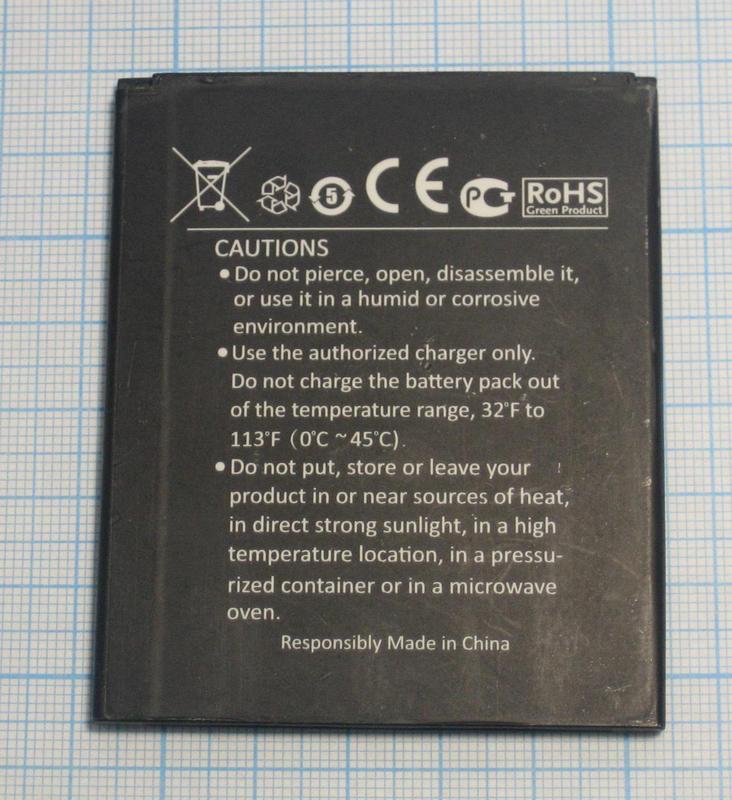 5 CE PCT RoHS
Green Product
CAUTIONS
●Do not pierce, open, disassemble it,
or use it in a humid or corrosive
environment.
●Use the authorized charger only.
Do not charge the battery pack out
of the temperature range, 32°F to
113°F (0°C ~45°C).
●Do not put, store or leave your
product in or near sources of heat,
in direct strong sunlight, in a high
temperature location, in a pressu-
rized container or in a microwave
oven.
Responsibly Made in China